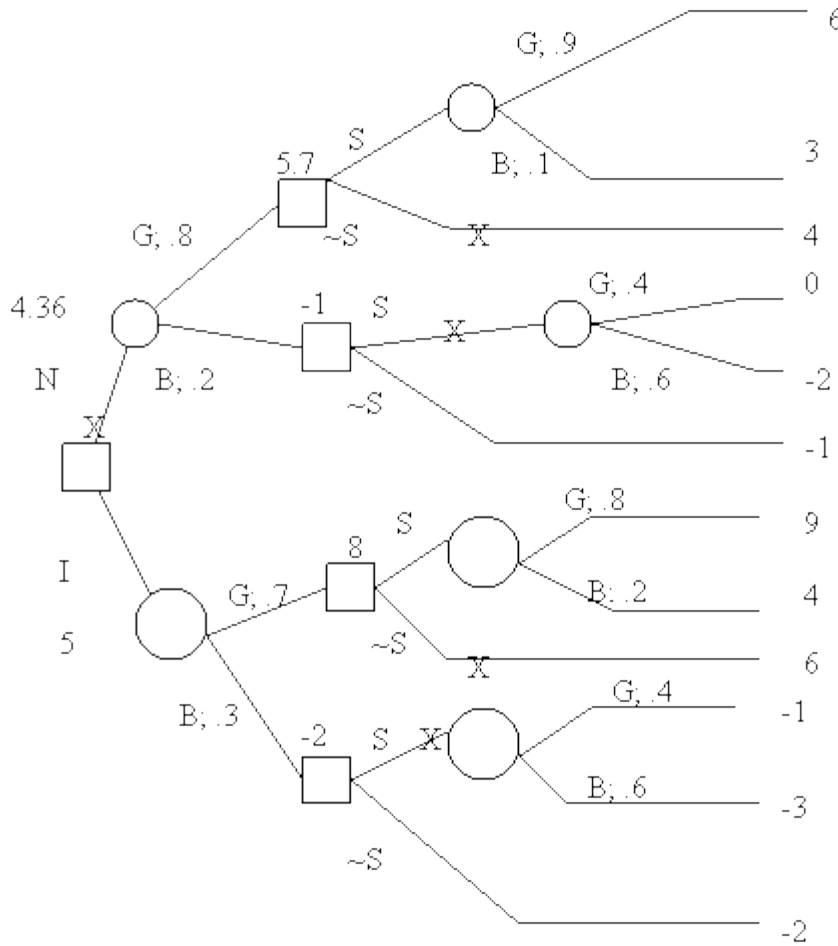 6
G; .9
S
B; .1
3
5.7
G; .8
~S
X
4
4.36
-1
S
X
G; .4
0
N
B; .2
~S
B; .6
-2
X
-1
I
5
8
S
G; .8
9
G; .7
B; .2
4
~S
X
6
B; .3
-2
S
X
G; .4
-1
B; .6
-3
~S
-2